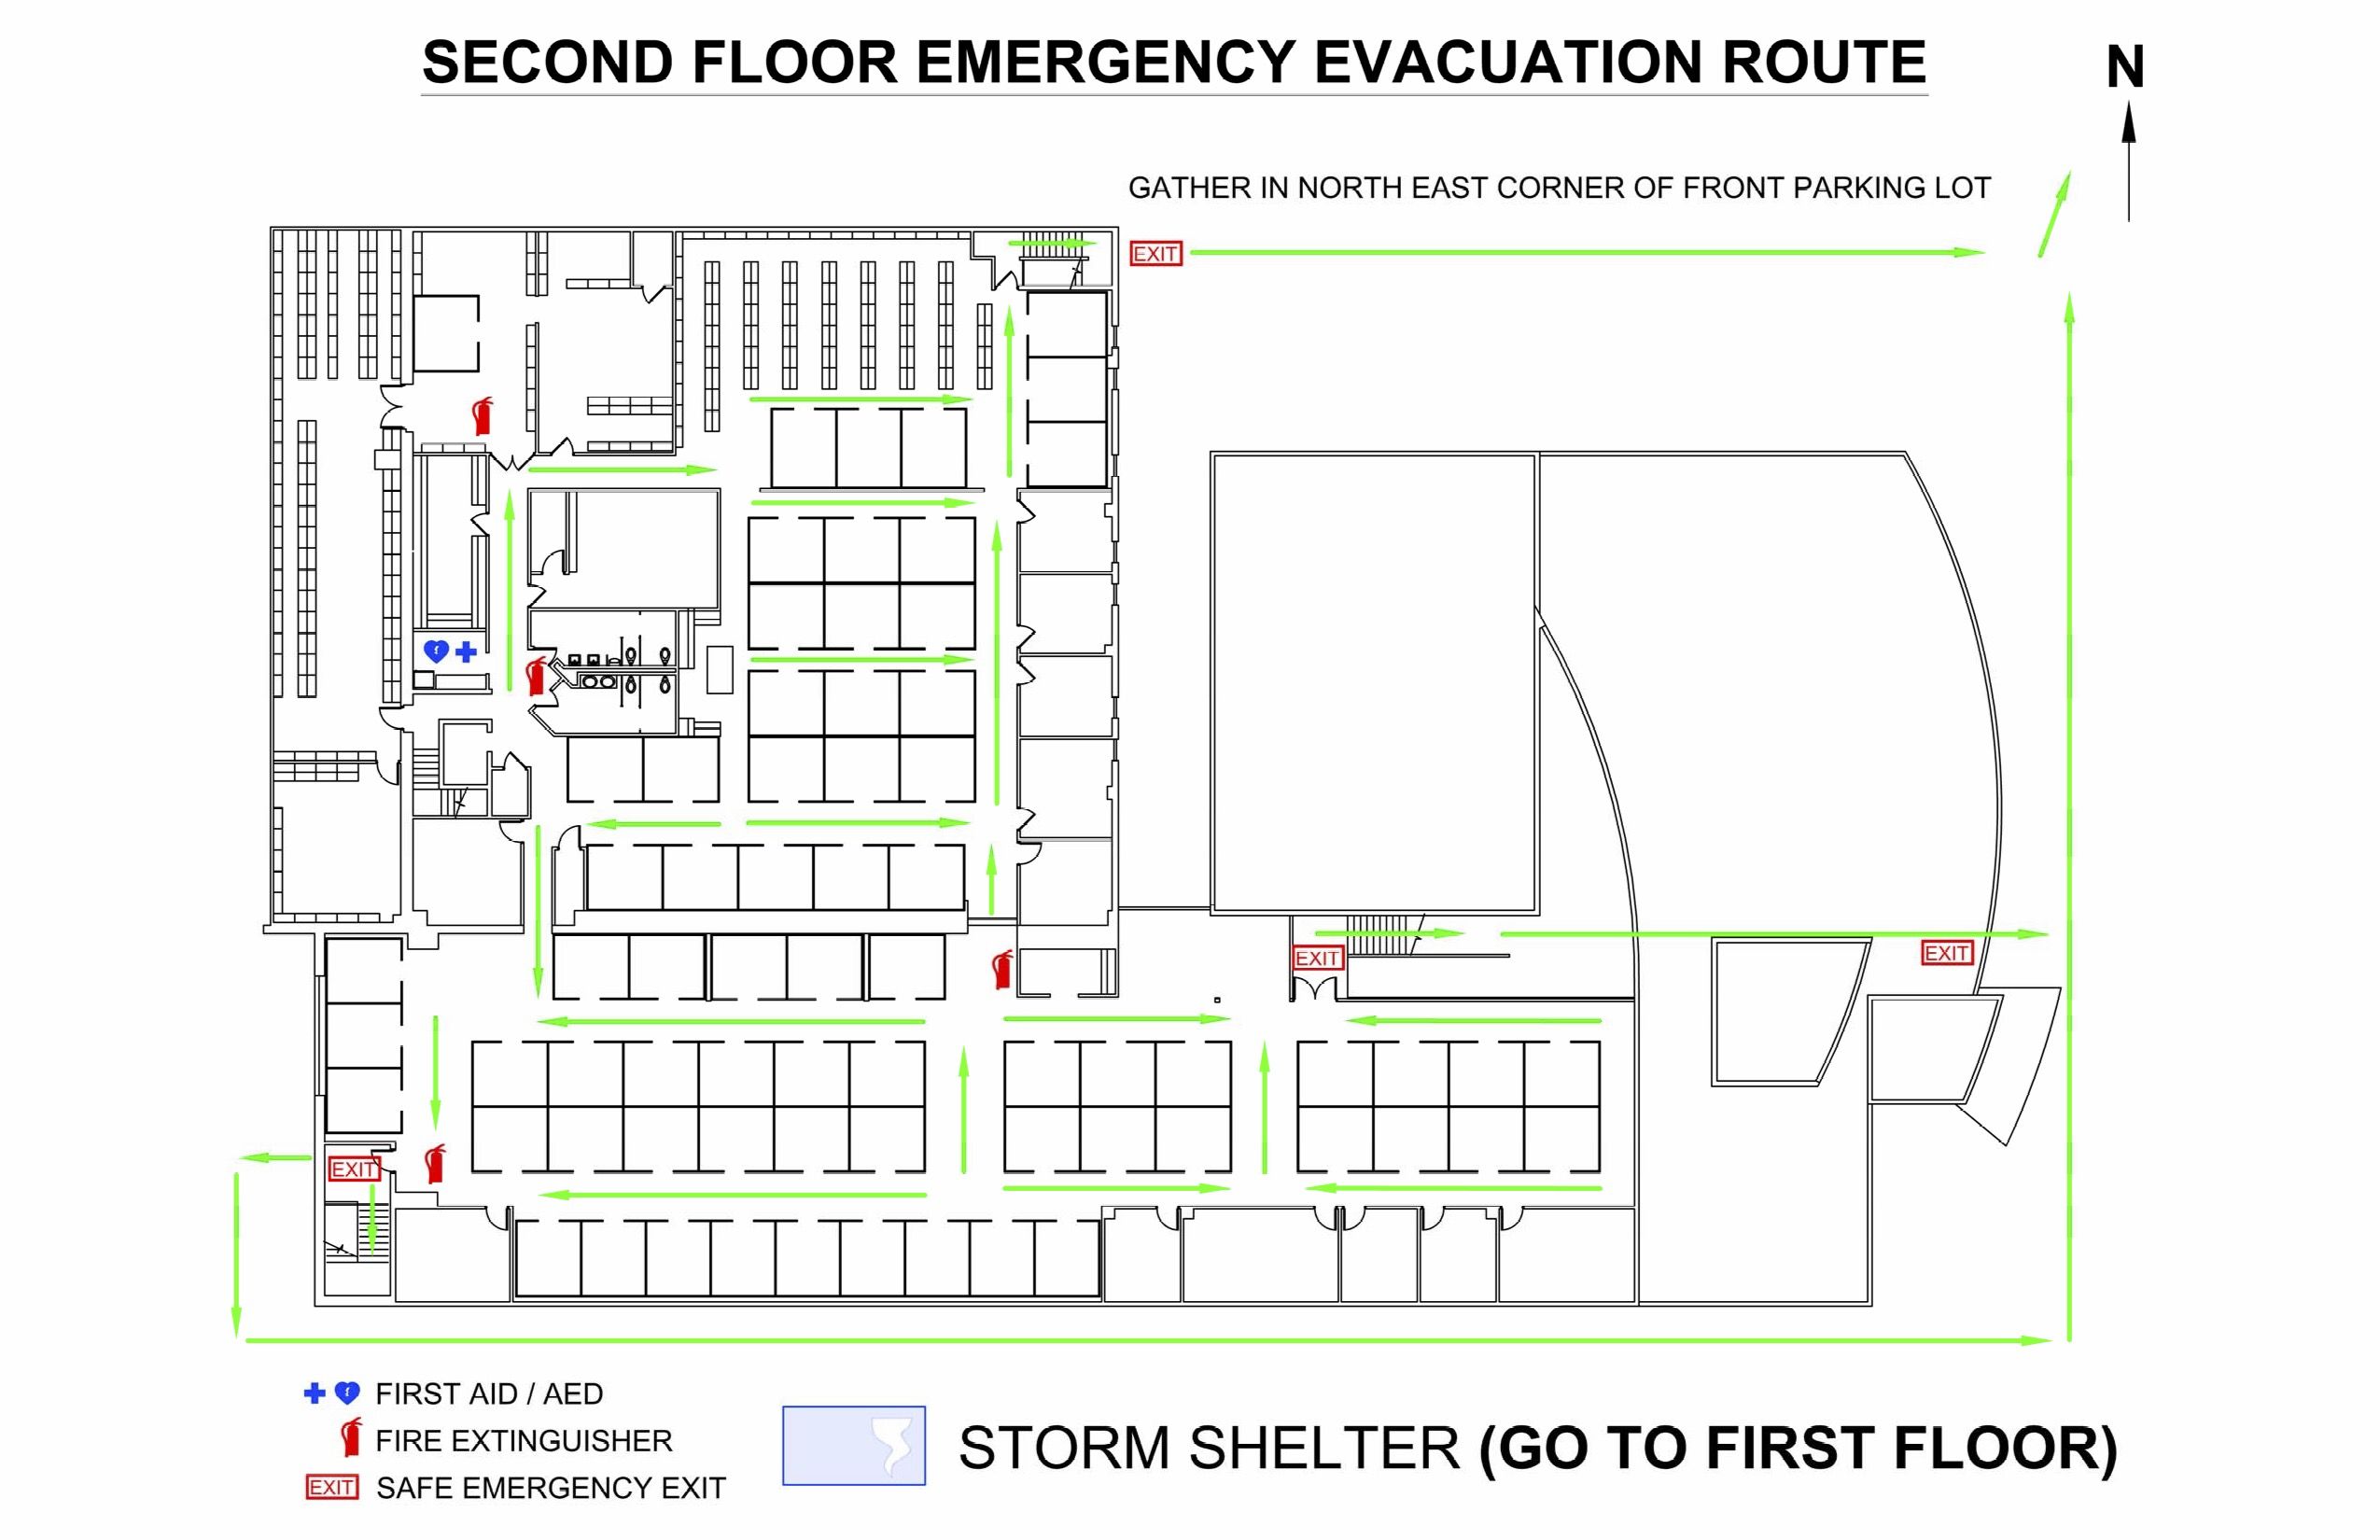 SECOND FLOOR EMERGENCY EVACUATION ROUTE
N
GATHER IN NORTH EAST CORNER OF FRONT PARKING LOT
EXIT
EXIT
EXIT
EXIT
FIRST AID / AED
FIRE EXTINGUISHER
EXIT SAFE EMERGENCY EXIT
STORM SHELTER (GO TO FIRST FLOOR)